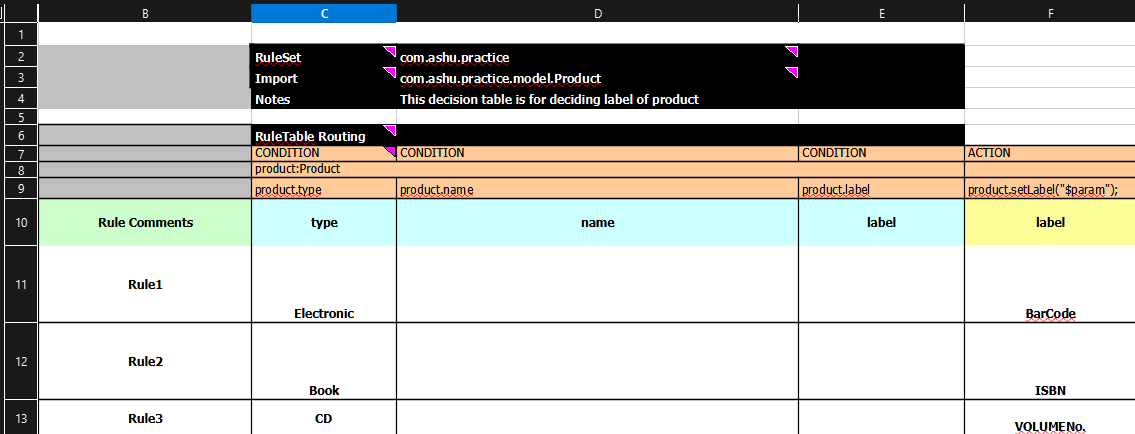 B C D E F
1
2 RuleSet com.ashu.practice
3 Import com.ashu.practice.model.Product
4 Notes This decision table is for deciding label of product
5
6 RuleTable Routing
7 CONDITION CONDITION CONDITION ACTION
8 product:Product
9 product.type product.name product.label product.setLabel("$param");
10 Rule Comments type name label label
11 Rule1 Electronic BarCode
12 Rule2 Book ISBN
13 Rule3 CD VOLUMENo.